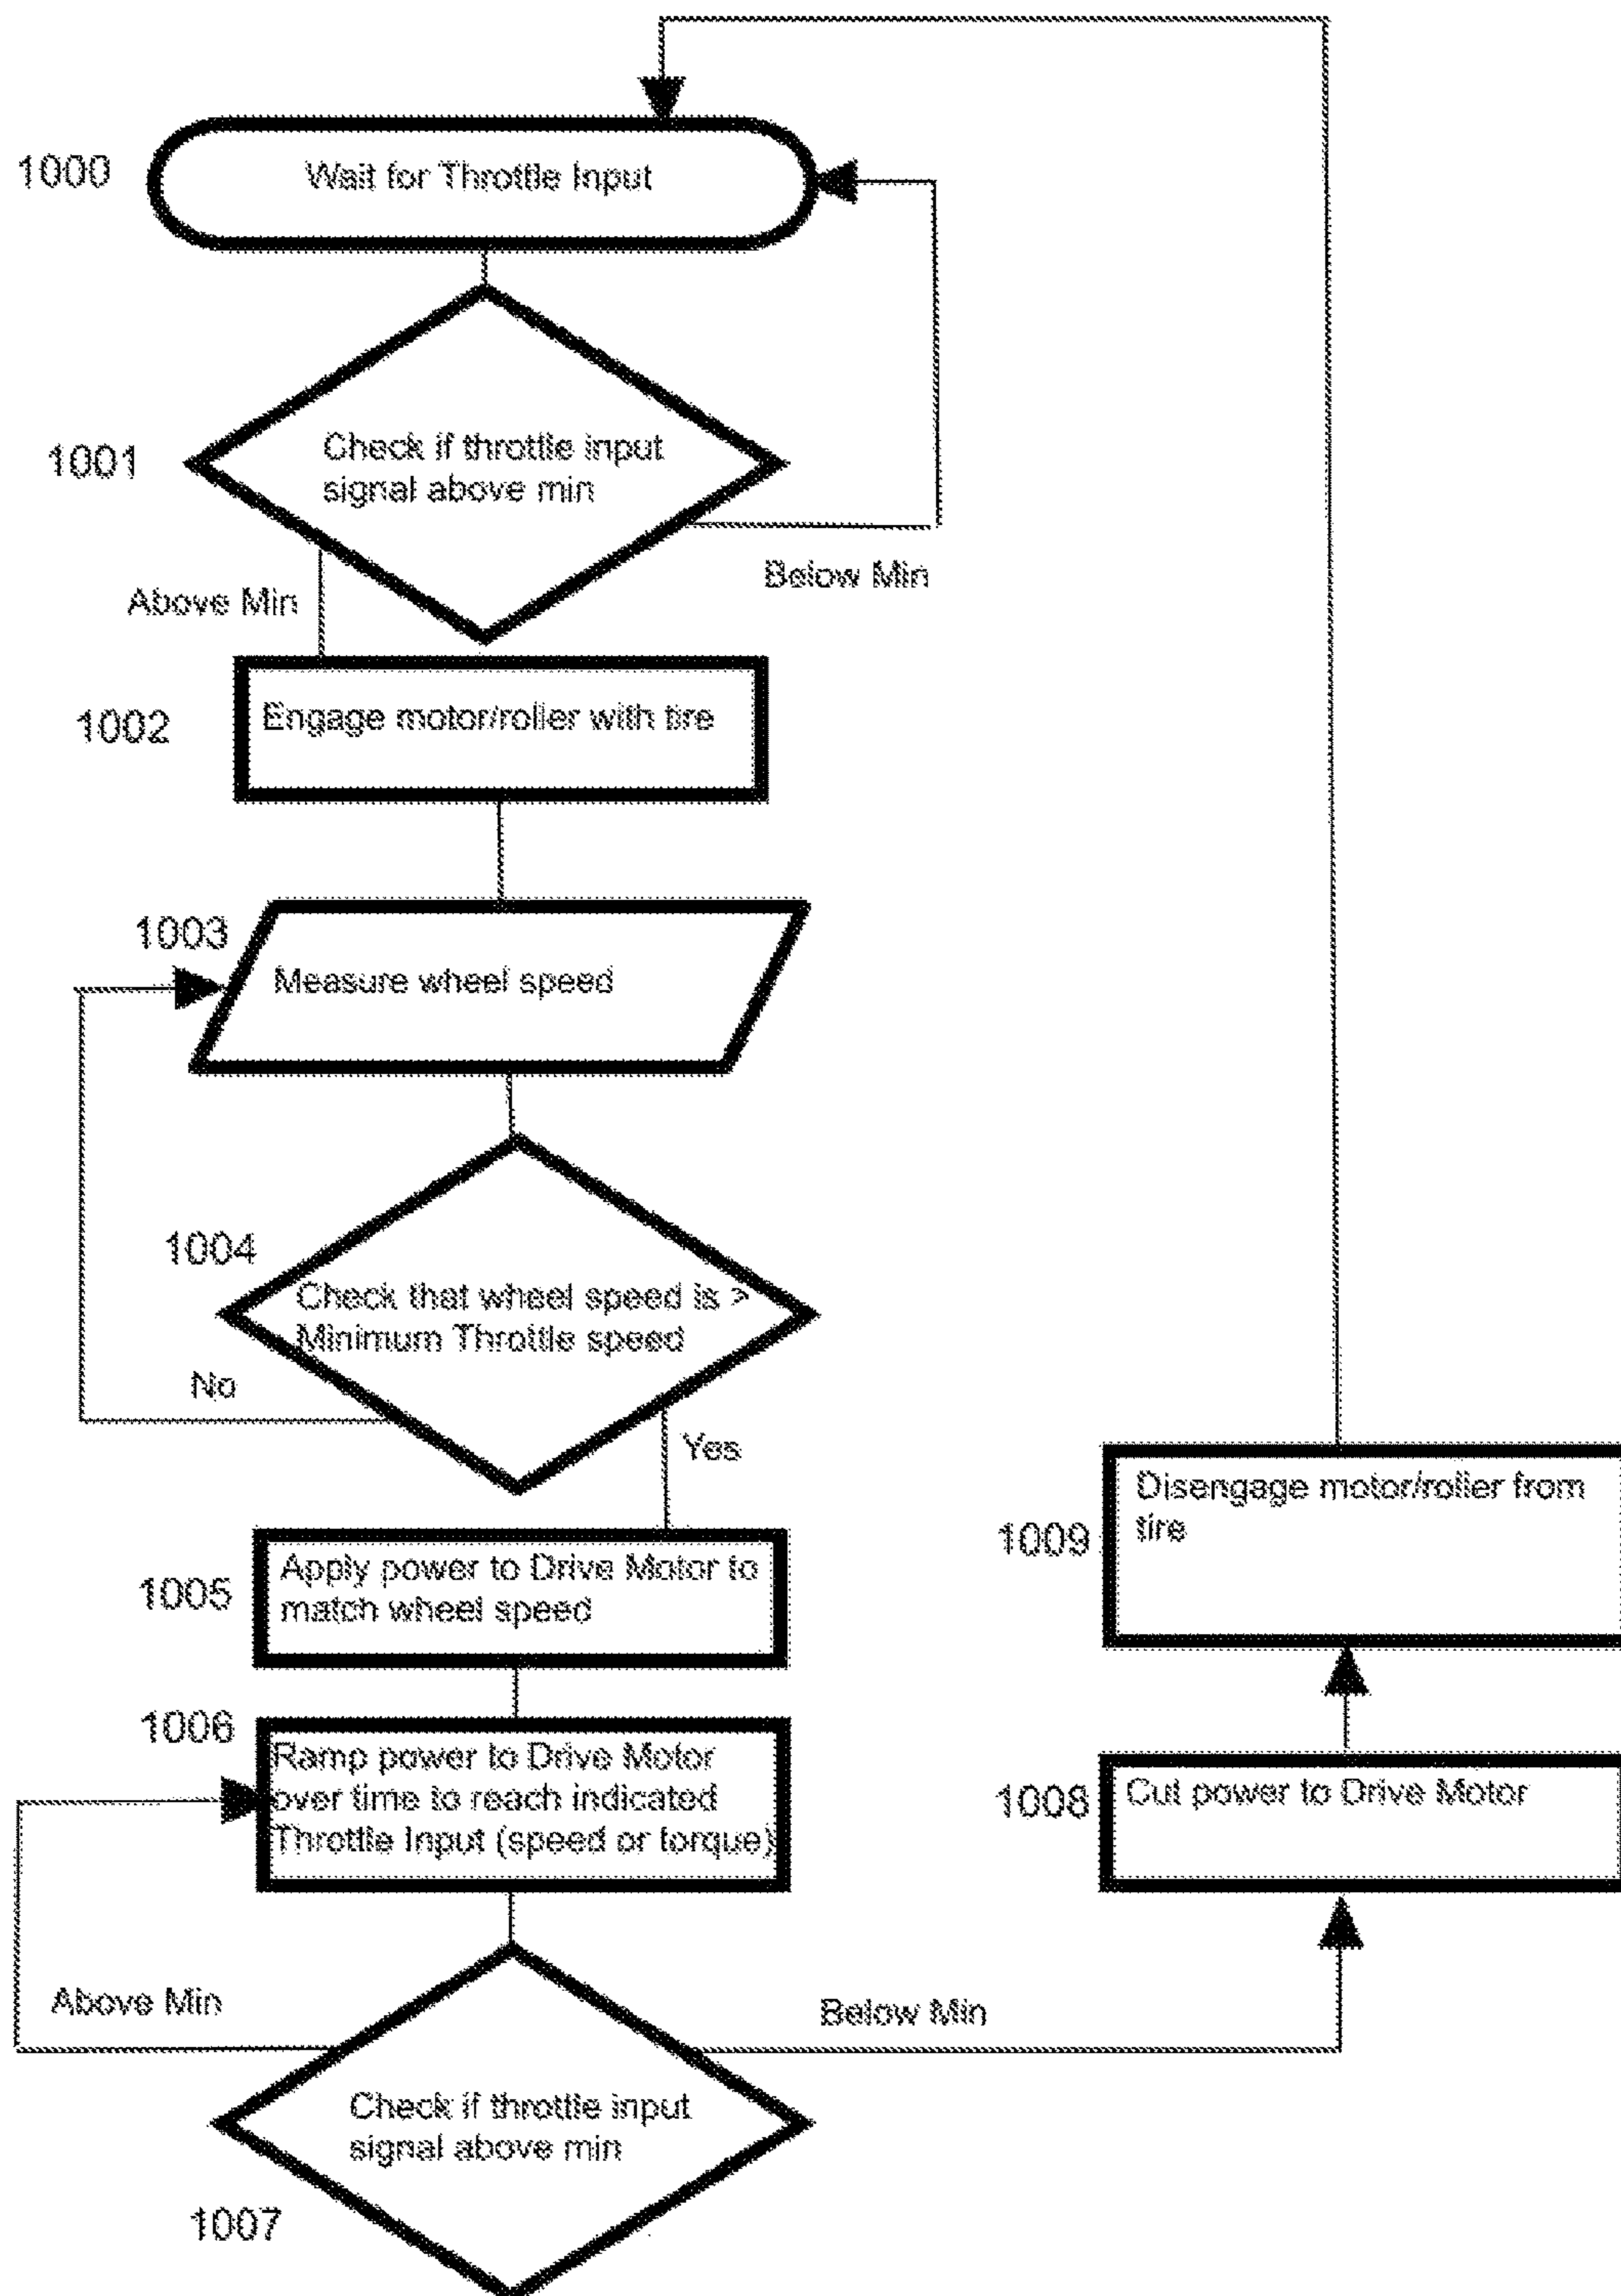 1000
Wait for Throttle Input
1001
Check if throttle input
signal above min
Below Min
Above Min
1002
Engage motor/roller with tire
1003
Measure wheel speed
1004
Check that wheel speed is >
Minimum Throttle speed
No
Yes
1005
Apply power to Drive Motor to
match wheel speed
1006
Ramp power to Drive Motor
over time to reach indicated
Throttle Input (speed or torque)
Above Min
Below Min
Check if throttle input
signal above min
1007
1008
Cut power to Drive Motor
1009
Disengage motor/roller from
tire